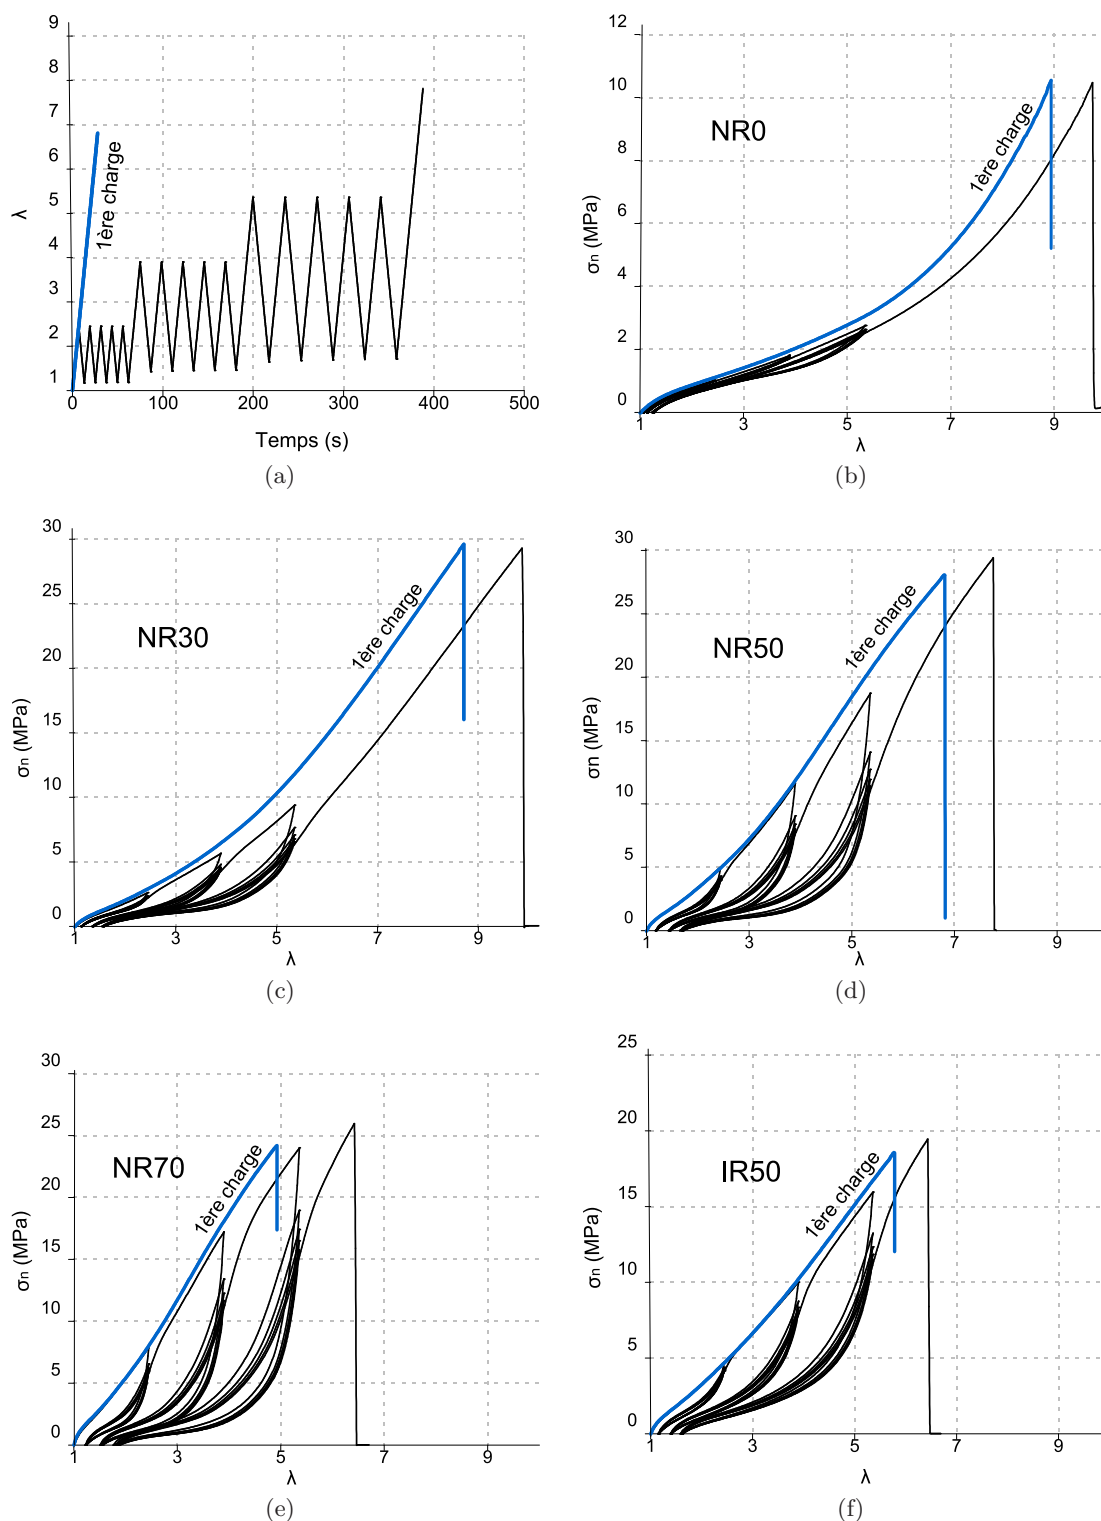 9
8
7
6
5
4
3
2
1
λ
1ère charge
0
100
200
300
400
500
Temps (s)
(a)
12
10
8
6
4
2
0
σn (MPa)
NR0
1ère charge
1
3
5
7
9
λ
(b)
30
25
20
15
10
5
0
σn (MPa)
NR30
1ère charge
1
3
5
7
9
λ
(c)
30
25
20
15
10
5
0
σn (MPa)
NR50
1ère charge
1
3
5
7
9
λ
(d)
30
25
20
15
10
5
0
σn (MPa)
NR70
1ère charge
1
3
5
7
9
λ
(e)
25
20
15
10
5
0
σn (MPa)
IR50
1ère charge
1
3
5
7
9
λ
(f)